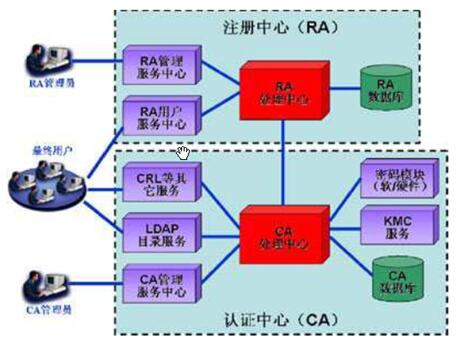 注册中心（RA）
RA管理
服务中心
RA管理员
RA
处理中心
RA
数据库
RA用户
服务中心
最终用户
CRL等其
它服务
密码模块
（软/硬件）
LDAP
目录服务
CA
处理中心
KMC
服务
CA管理
服务中心
CA
数据库
CA管理员
认证中心（CA）